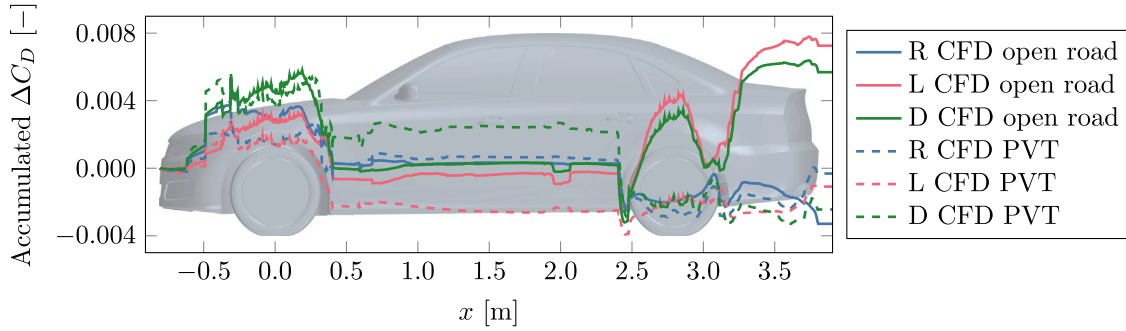 Accumulated ΔC_D [−]
0.008
0.004
0.000
−0.004
−0.5 0.0 0.5 1.0 1.5 2.0 2.5 3.0 3.5
x [m]
R CFD open road
L CFD open road
D CFD open road
R CFD PVT
L CFD PVT
D CFD PVT